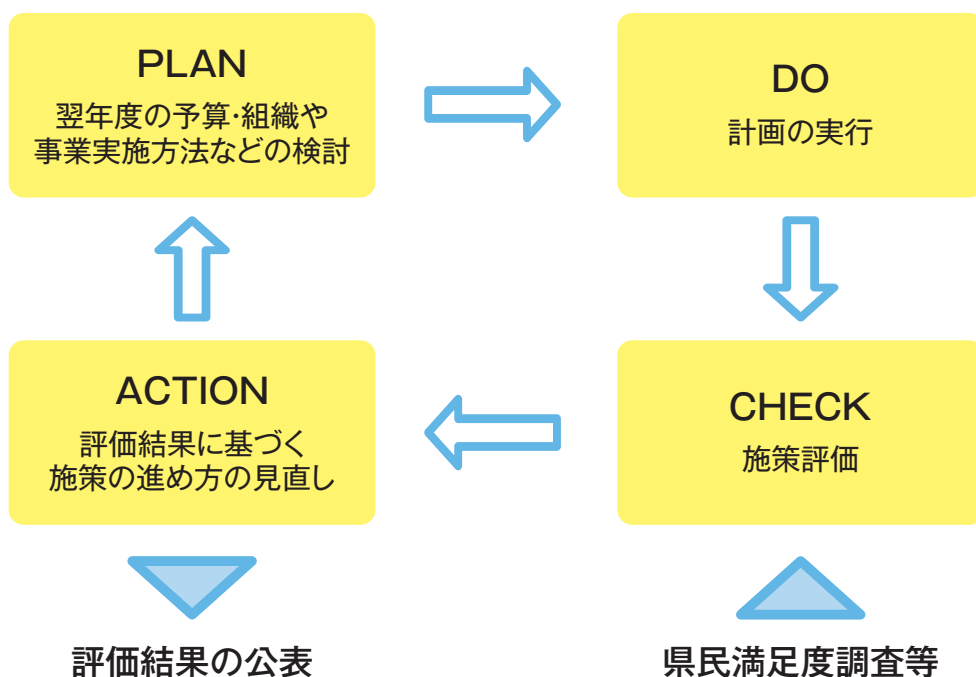 PLAN
翌年度の予算・組織や
事業実施方法などの検討
DO
計画の実行
ACTION
評価結果に基づく
施策の進め方の見直し
CHECK
施策評価
評価結果の公表
県民満足度調査等